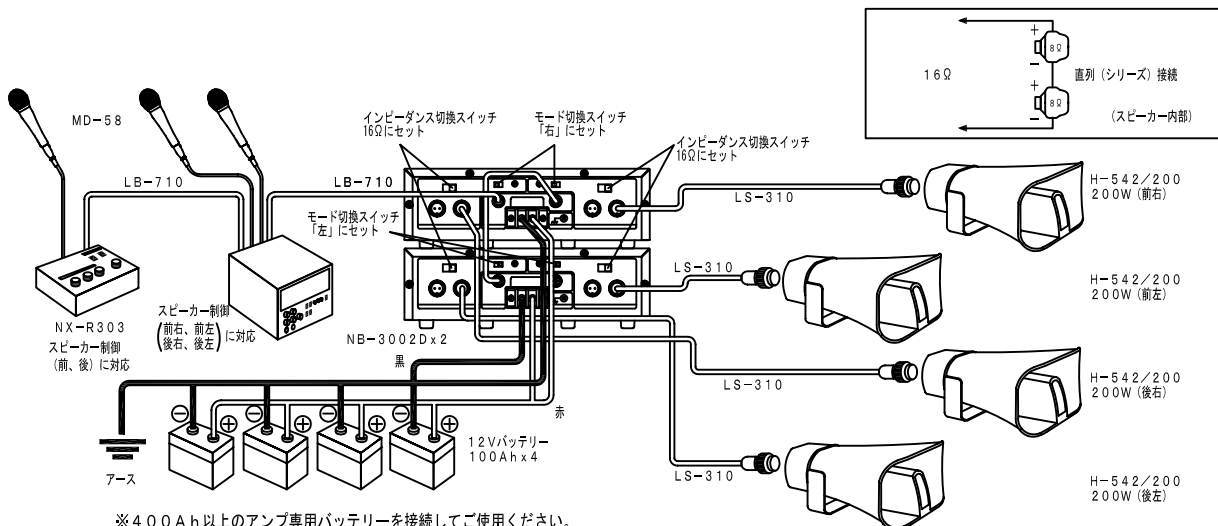 MD-58
LB-710
NX-R303
スピーカー制御
(前、後)に対応
スピーカー制御
(前右、前左
後右、後左)に対応
LB-710
インピーダンス切換スイッチ
16Ωにセット
モード切換スイッチ
「右」にセット
インピーダンス切換スイッチ
16Ωにセット
モード切換スイッチ
「左」にセット
NB-3002Dx2
黒
赤
⊖
⊕
⊖
⊕
⊖
⊕
⊖
⊕
12Vバッテリー
100Ahx4
アース
16Ω
+
8Ω
-
+
8Ω
-
直列(シリーズ)接続
(スピーカー内部)
LS-310
H-542/200
200W(前右)
LS-310
H-542/200
200W(前左)
LS-310
H-542/200
200W(後右)
LS-310
H-542/200
200W(後左)
※400Ah以上のアンプ専用バッテリーを接続してご使用ください。